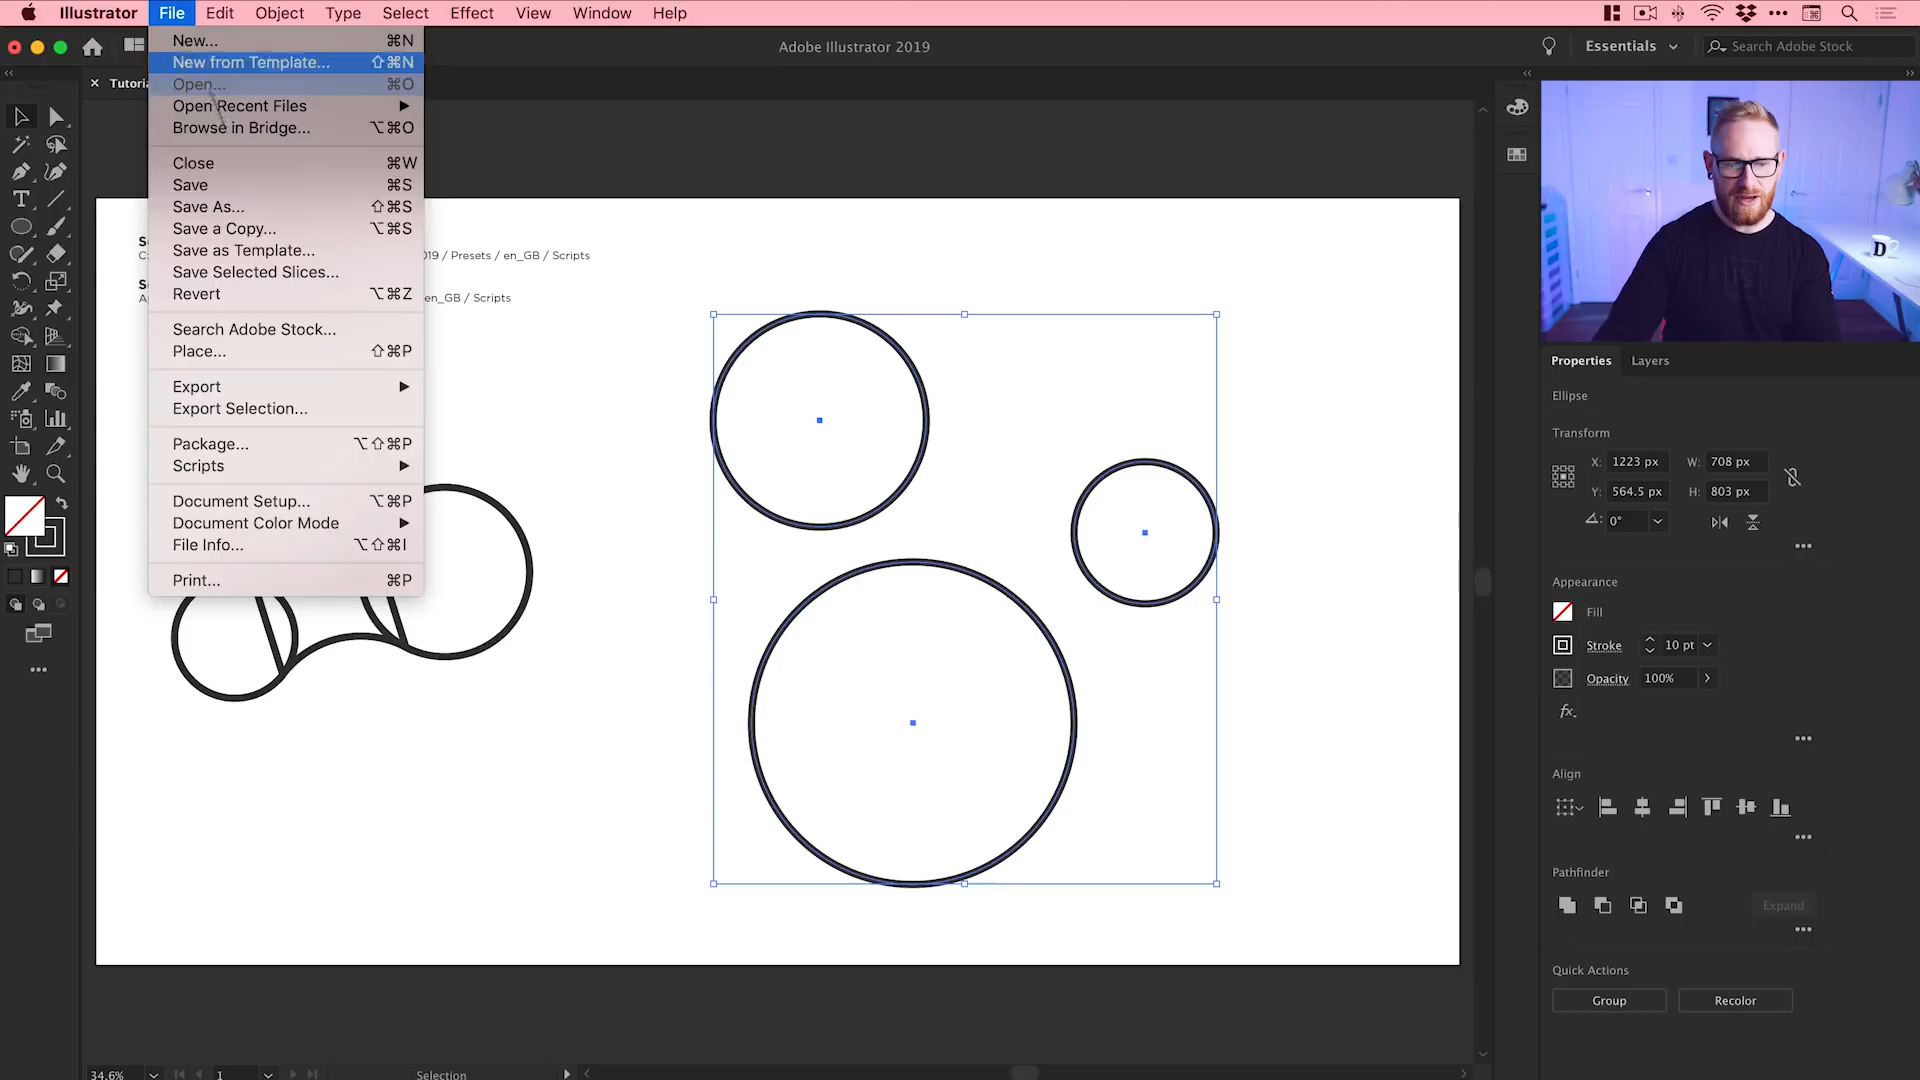 Illustrator File Edit Object Type Select Effect View Window Help
Adobe Illustrator 2019
Essentials
Search Adobe Stock
New... ⌘N
New from Template... ⇧⌘N
Open... ⌘O
Open Recent Files
Browse in Bridge... ⌥⌘O
Close ⌘W
Save ⌘S
Save As... ⇧⌘S
Save a Copy... ⌥⌘S
Save as Template...
Save Selected Slices...
Revert ⌥⌘Z
Search Adobe Stock...
Place... ⇧⌘P
Export
Export Selection...
Package... ⌥⇧⌘P
Scripts
Document Setup... ⌥⌘P
Document Color Mode
File Info... ⌥⇧⌘I
Print... ⌘P
/ Presets / en_GB / Scripts
en_GB / Scripts
D
Properties Layers
Ellipse
Transform
X: 1223 px W: 708 px
Y: 564.5 px H: 803 px
0°
Appearance
Fill
Stroke 10 pt
Opacity 100%
fx
Align
Pathfinder
Expand
Quick Actions
Group Recolor
34.6% 1 Selection